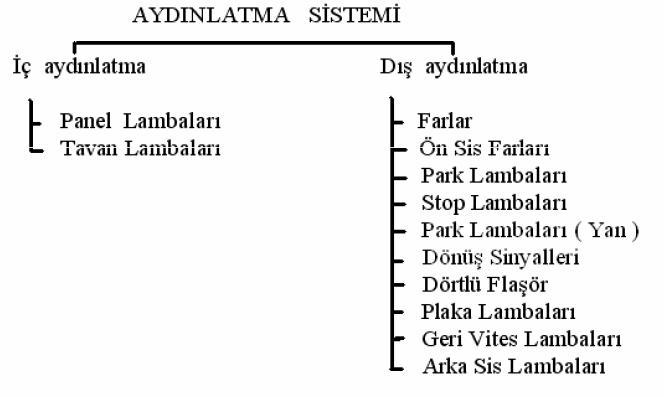 AYDINLATMA SİSTEMİ
İç aydınlatma
Panel Lambaları
Tavan Lambaları
Dış aydınlatma
Farlar
Ön Sis Farları
Park Lambaları
Stop Lambaları
Park Lambaları ( Yan )
Dönüş Sinyalleri
Dörtlü Flaşör
Plaka Lambaları
Geri Vites Lambaları
Arka Sis Lambaları